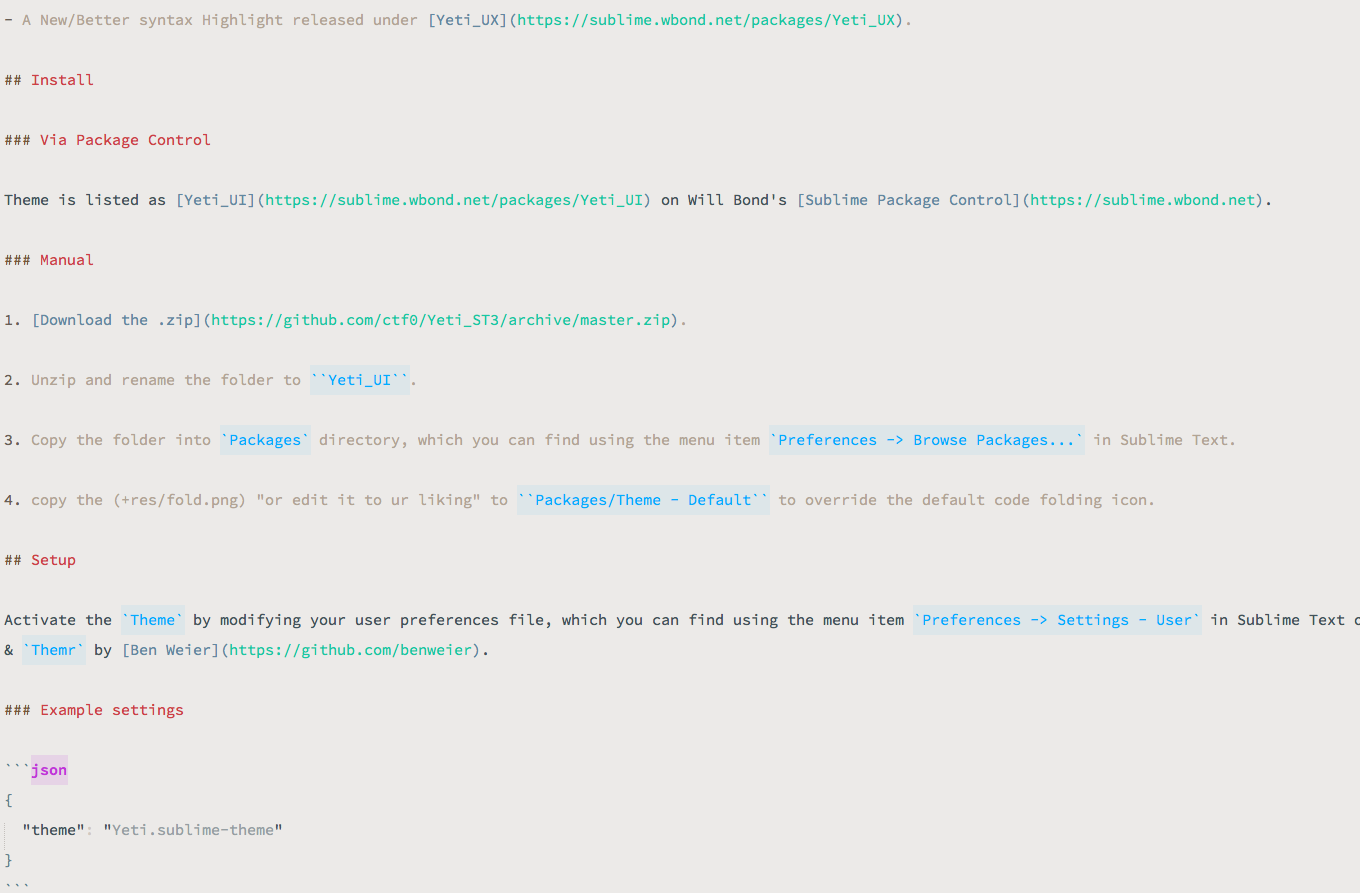 - A New/Better syntax Highlight released under [Yeti_UX](https://sublime.wbond.net/packages/Yeti_UX).
## Install
### Via Package Control
Theme is listed as [Yeti_UI](https://sublime.wbond.net/packages/Yeti_UI) on Will Bond's [Sublime Package Control](https://sublime.wbond.net).
### Manual
1. [Download the .zip](https://github.com/ctf0/Yeti_ST3/archive/master.zip).
2. Unzip and rename the folder to ``Yeti_UI``.
3. Copy the folder into `Packages` directory, which you can find using the menu item `Preferences -> Browse Packages...` in Sublime Text.
4. copy the (+res/fold.png) "or edit it to ur liking" to ``Packages/Theme - Default`` to override the default code folding icon.
## Setup
Activate the `Theme` by modifying your user preferences file, which you can find using the menu item `Preferences -> Settings - User` in Sublime Text
& `Themr` by [Ben Weier](https://github.com/benweier).
### Example settings
```json
{
"theme": "Yeti.sublime-theme"
}
```